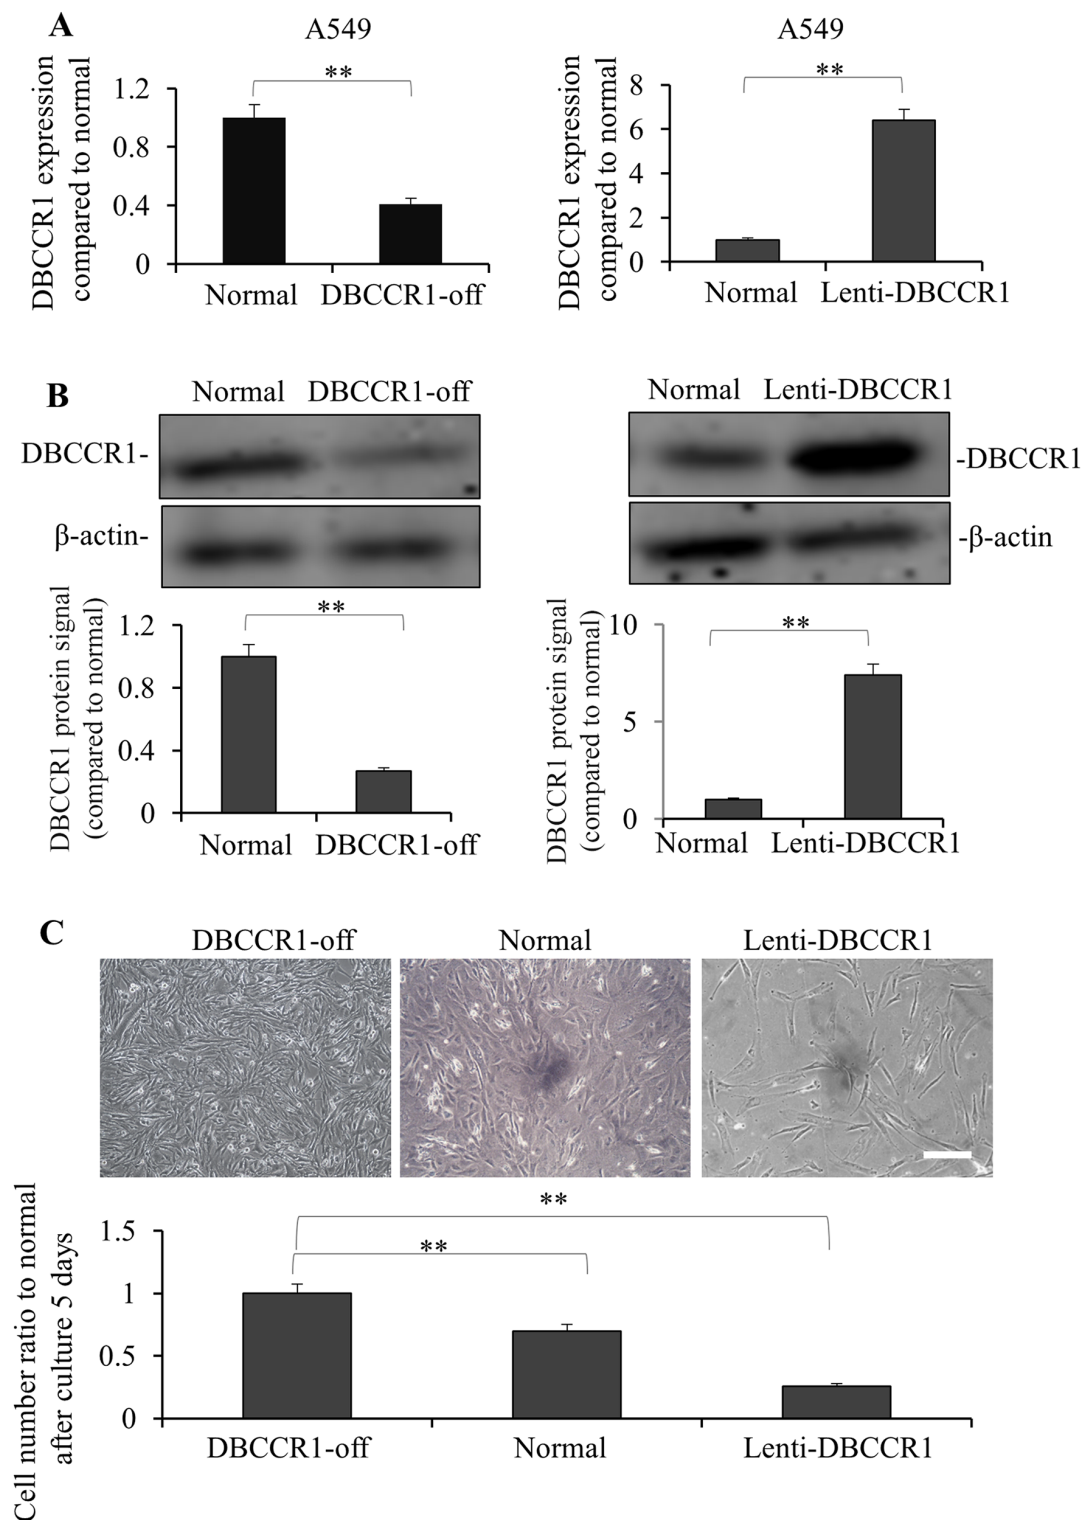 A
A549
DBCCR1 expression
compared to normal
1.2
0.8
0.4
0
**
Normal DBCCR1-off
A549
DBCCR1 expression
compared to normal
8
6
4
2
0
**
Normal Lenti-DBCCR1
B
Normal DBCCR1-off
DBCCR1-
β-actin-
Normal Lenti-DBCCR1
-DBCCR1
-β-actin
DBCCR1 protein signal
(compared to normal)
1.2
0.8
0.4
0
**
Normal DBCCR1-off
DBCCR1 protein signal
(compared to normal)
10
5
0
**
Normal Lenti-DBCCR1
C
DBCCR1-off Normal Lenti-DBCCR1
Cell number ratio to normal
after culture 5 days
1.5
1
0.5
0
**
**
DBCCR1-off Normal Lenti-DBCCR1